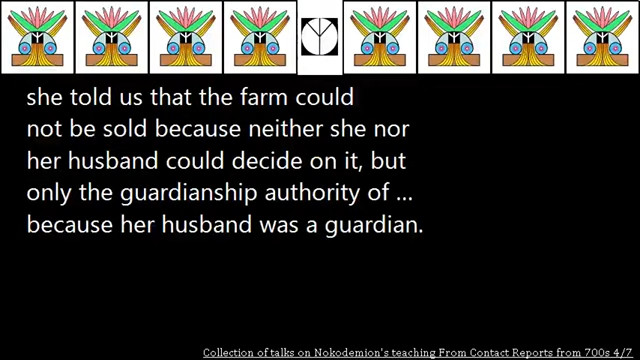 she told us that the farm could
not be sold because neither she nor
her husband could decide on it, but
only the guardianship authority of ...
because her husband was a guardian.
Collection of talks on Nokodemion's teaching From Contact Reports from 700s 4/7